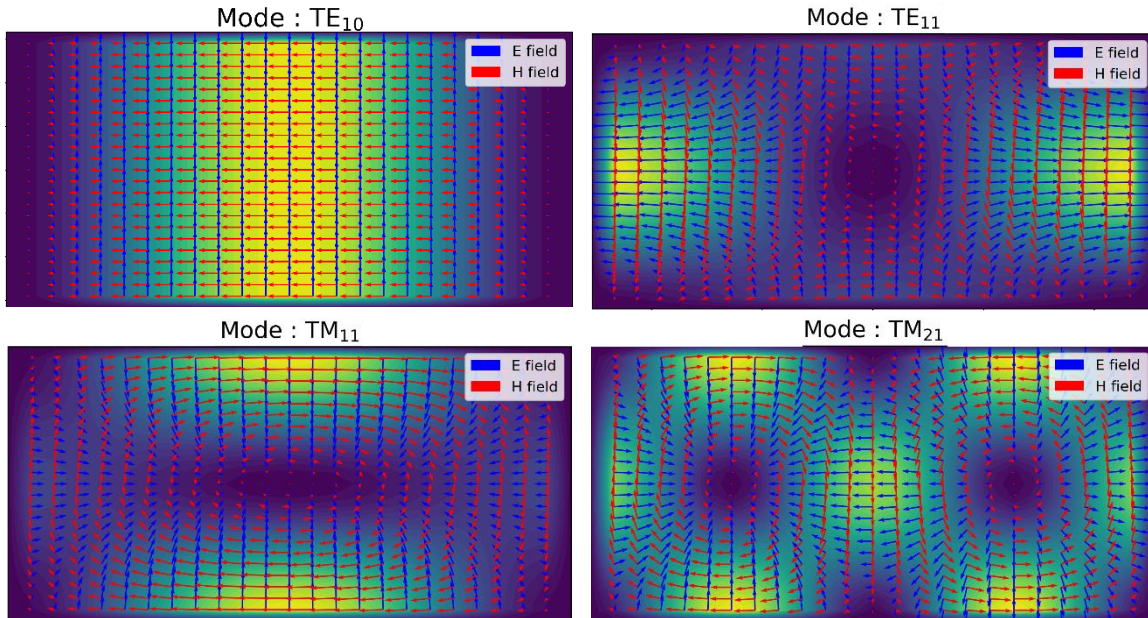 Mode : TE₁₀
E field
H field
Mode : TE₁₁
E field
H field
Mode : TM₁₁
E field
H field
Mode : TM₂₁
E field
H field